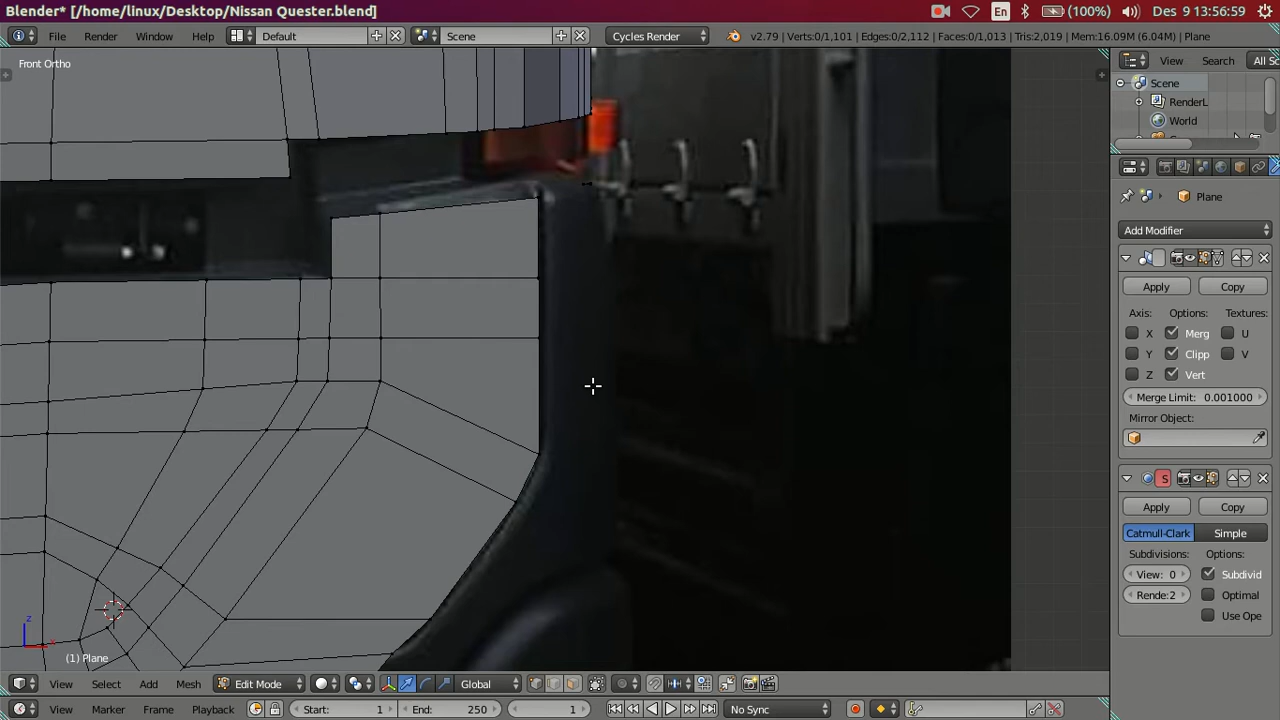 Blender* [/home/linux/Desktop/Nissan Quester.blend]
En (100%) Des 9 13:56:59
File Render Window Help Default Scene Cycles Render v2.79 | Verts:0/1,101 | Edges:0/2,112 | Faces:0/1,013 | Tris:2,019 | Mem:16.09M (6.04M) | Plane
View Search All Sc
Front Ortho
Scene
RenderL
World
Plane
Add Modifier
Apply Copy
Axis: Options: Textures:
X Merg U
Y Clipp V
Z Vert
Merge Limit: 0.001000
Mirror Object:
S
Apply Copy
Catmull-Clark Simple
Subdivisions: Options:
View: 0 Subdivid
Rende:2 Optimal
Use Ope
z
x
(1) Plane
View Select Add Mesh Edit Mode Global
View Marker Frame Playback Start: 1 End: 250 1 No Sync